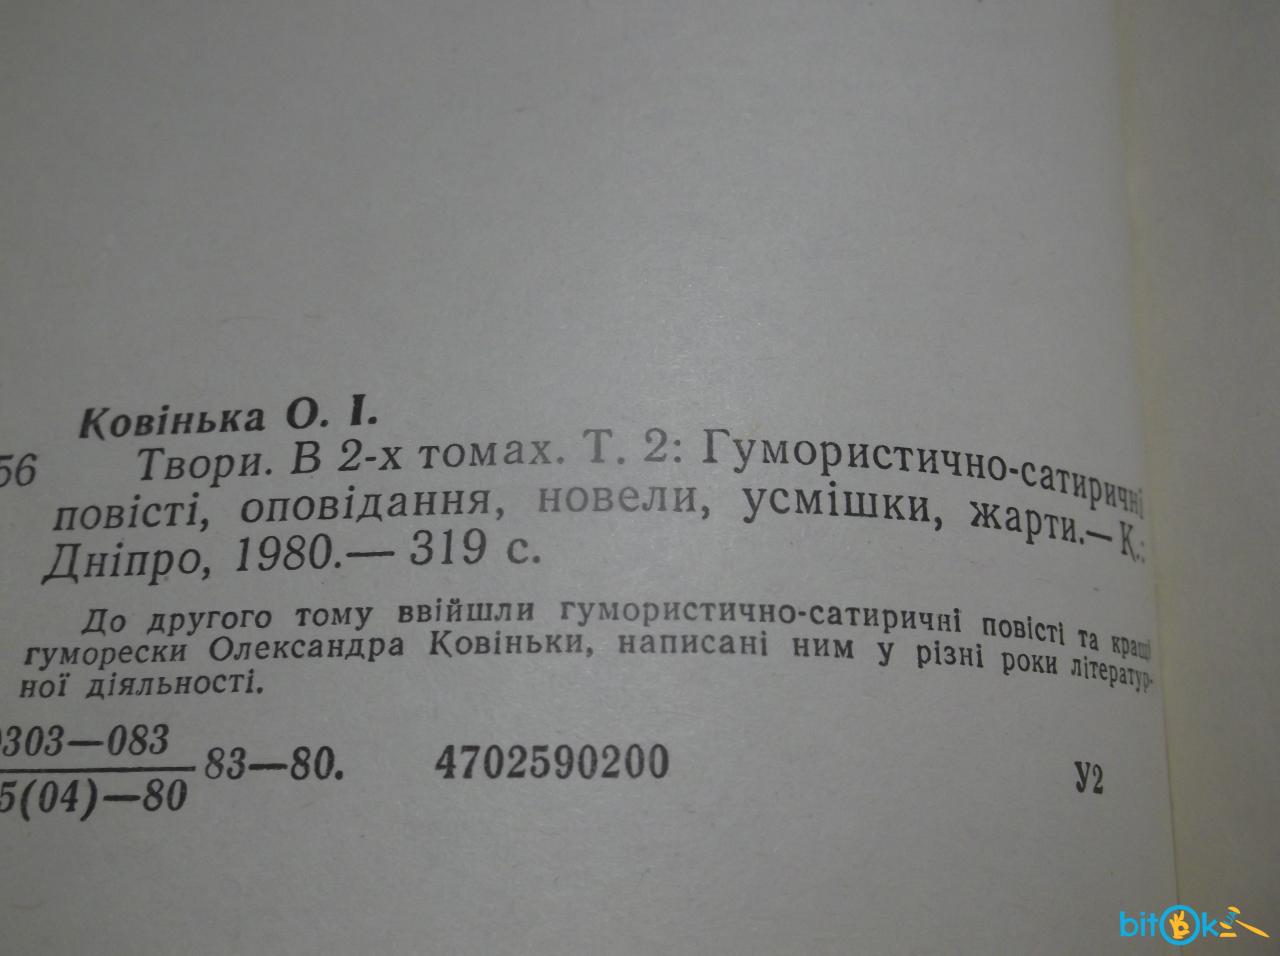 Ковінька О. І.
56 Твори. В 2-х томах. Т. 2: Гумористично-сатиричні
повісті, оповідання, новели, усмішки, жарти.— К.:
Дніпро, 1980.— 319 с.
До другого тому ввійшли гумористично-сатиричні повісті та кращі
гуморески Олександра Ковіньки, написані ним у різні роки літератур-
ної діяльності.
0303—083
5(04)—80 83—80. 4702590200 У2
bitOk